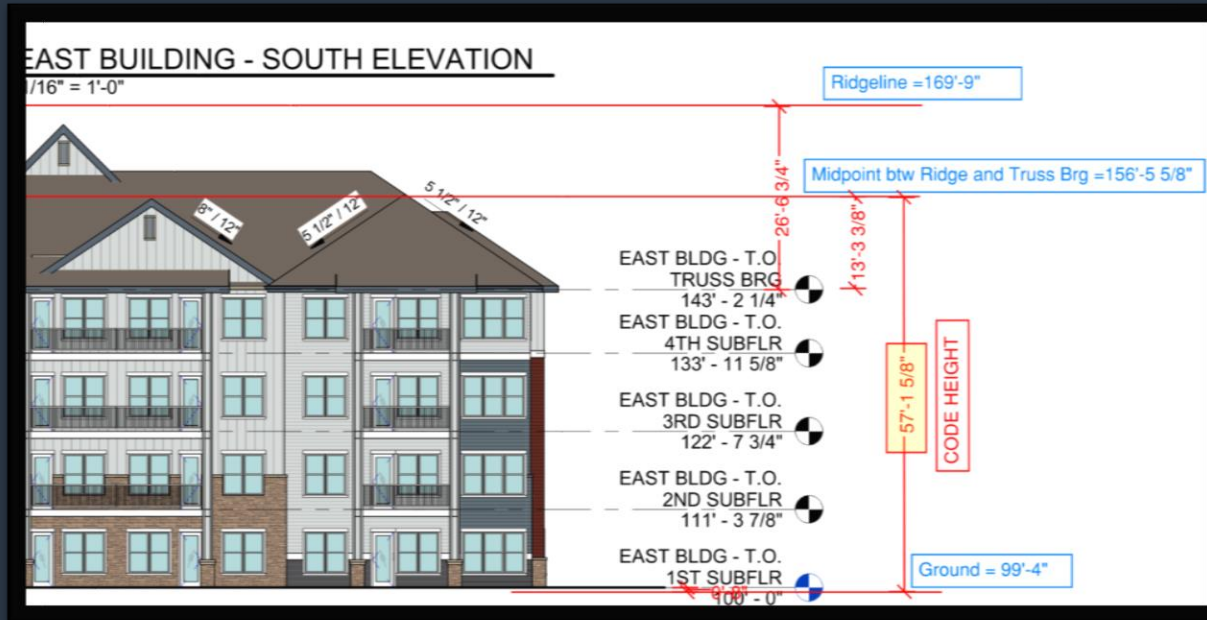 EAST BUILDING - SOUTH ELEVATION
1/16" = 1'-0"
Ridgeline =169'-9"
Midpoint btw Ridge and Truss Brg =156'-5 5/8"
26'-6 3/4"
13'-3 3/8"
8" / 12"
5 1/2" / 12"
5 1/2" / 12"
EAST BLDG - T.O.
TRUSS BRG
143' - 2 1/4"
EAST BLDG - T.O.
4TH SUBFLR
133' - 11 5/8"
EAST BLDG - T.O.
3RD SUBFLR
122' - 7 3/4"
EAST BLDG - T.O.
2ND SUBFLR
111' - 3 7/8"
EAST BLDG - T.O.
1ST SUBFLR
100' - 0"
57'-1 5/8"
CODE HEIGHT
Ground = 99'-4"